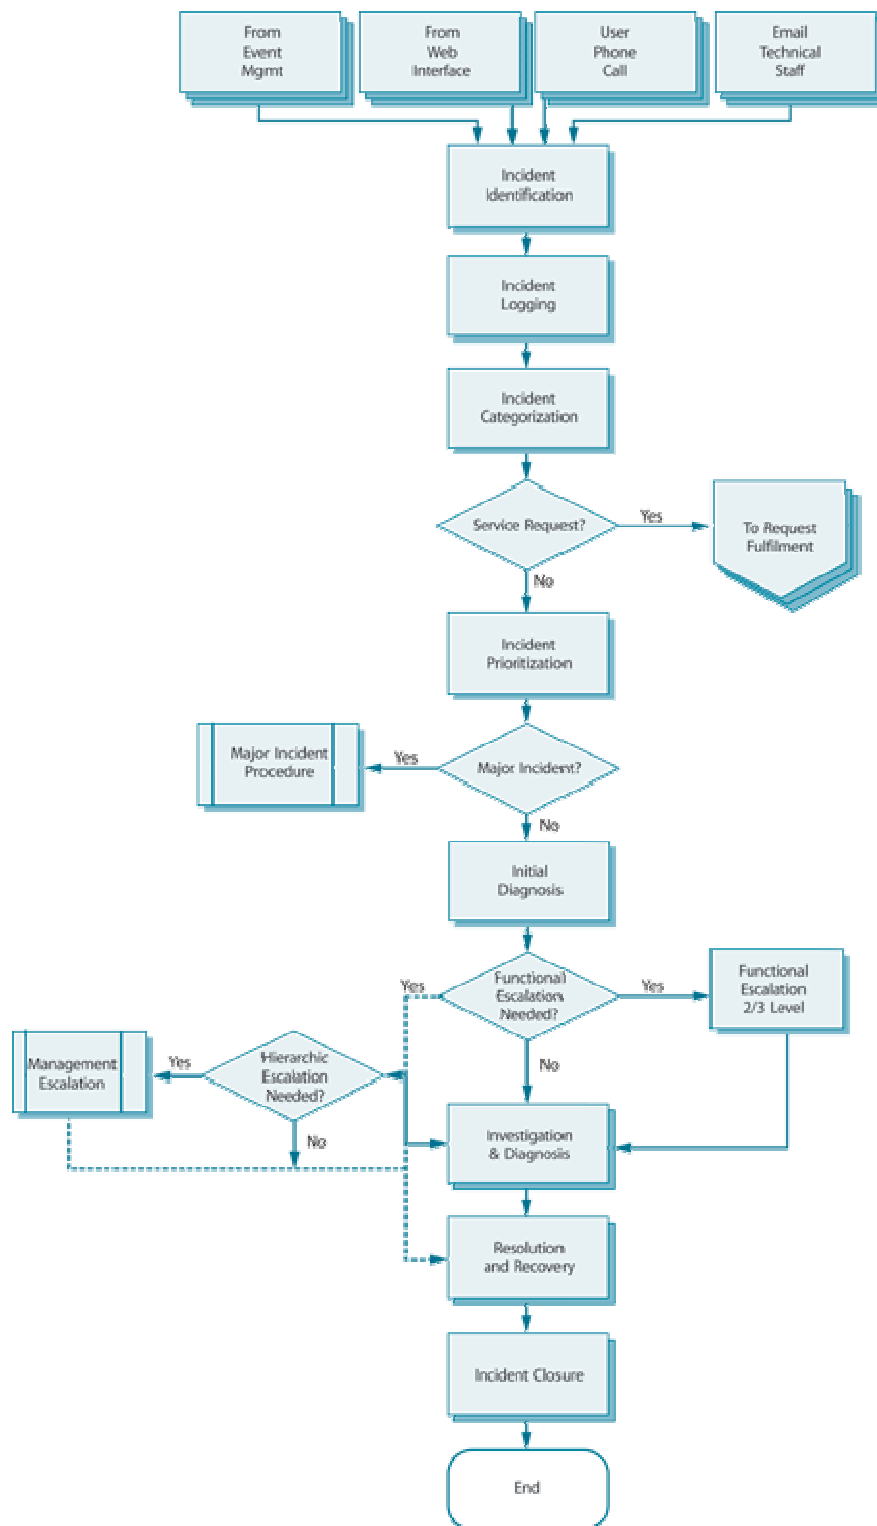 From
Event
Mgmt
From
Web
Interface
User
Phone
Call
Email
Technical
Staff
Incident
Identification
Incident
Logging
Incident
Categorization
Service Request?
Yes
To Request
Fulfilment
No
Incident
Prioritization
Major Incident
Procedure
Yes
Major Incident?
No
Initial
Diagnosis
Yes
Functional
Escalation
Needed?
Yes
Functional
Escalation
2/3 Level
Management
Escalation
Yes
Hierarchic
Escalation
Needed?
No
No
Investigation
& Diagnosis
Resolution
and Recovery
Incident Closure
End